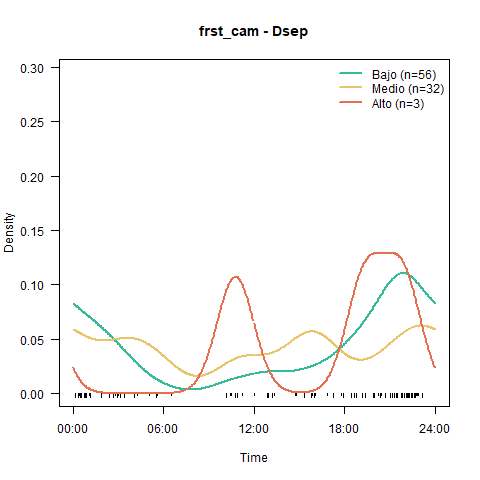 frst_cam - Dsep
Bajo (n=56)
Medio (n=32)
Alto (n=3)
Density
0.30
0.25
0.20
0.15
0.10
0.05
0.00
00:00 06:00 12:00 18:00 24:00
Time